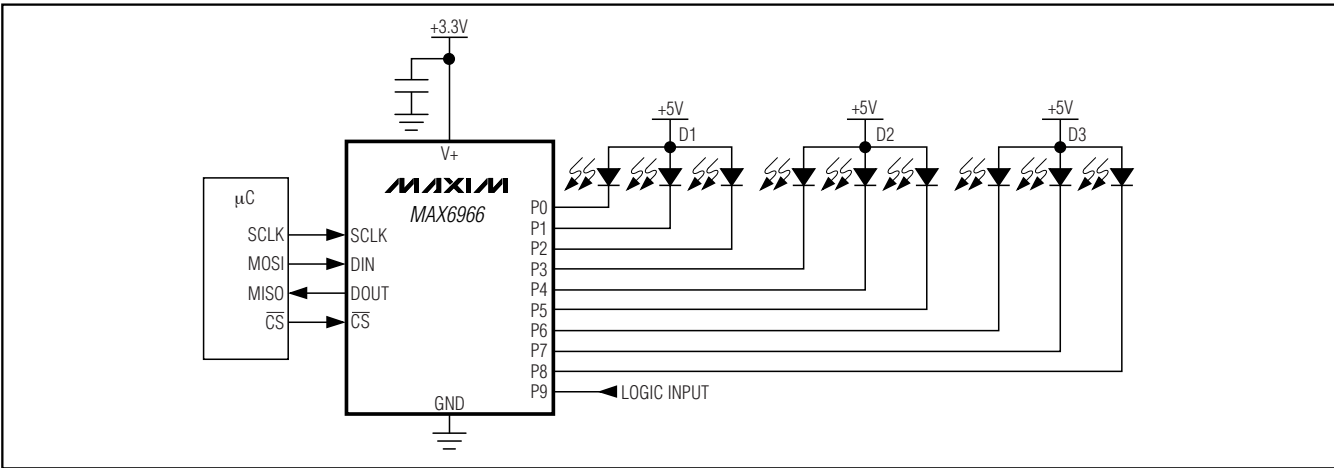 +3.3V
+5V
D1
+5V
D2
+5V
D3
V+
MAXIM
MAX6966
µC
SCLK
MOSI
MISO
CS
SCLK
DIN
DOUT
CS
P0
P1
P2
P3
P4
P5
P6
P7
P8
P9
LOGIC INPUT
GND